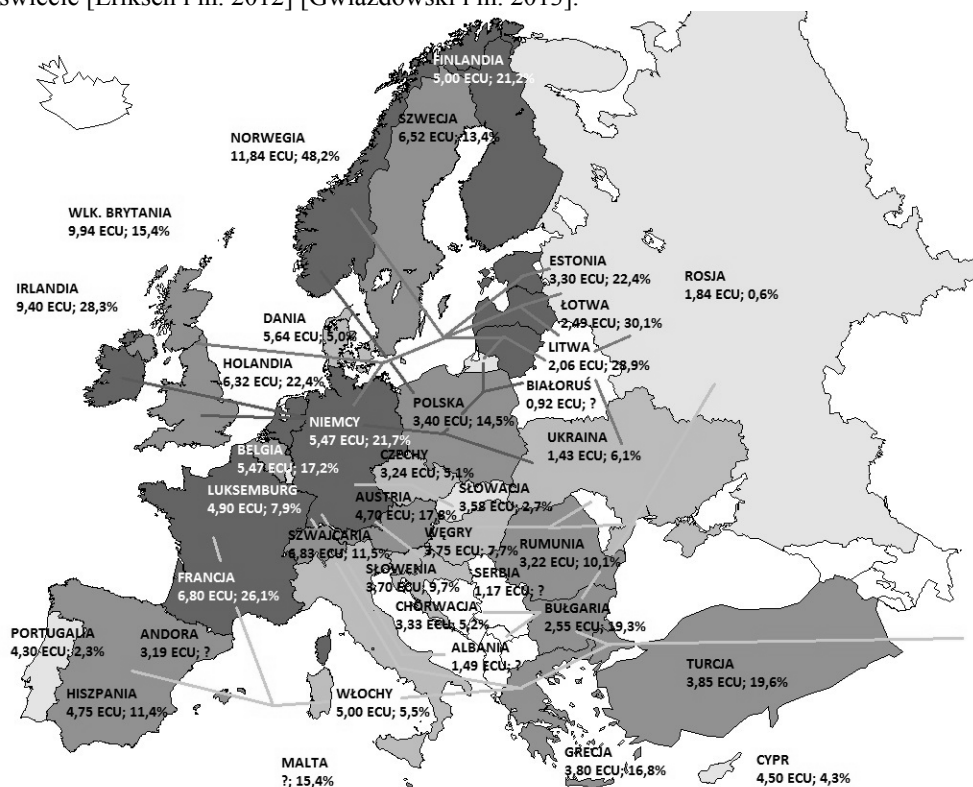 świecie [Eriksen i in. 2012] [Gwiazdowski i in. 2013].
FINLANDIA
5,00 ECU; 21,2%
SZWECJA
6,52 ECU; 13,4%
NORWEGIA
11,84 ECU; 48,2%
WLK. BRYTANIA
9,94 ECU; 15,4%
ESTONIA
3,30 ECU; 22,4%
ROSJA
1,84 ECU; 0,6%
IRLANDIA
9,40 ECU; 28,3%
ŁOTWA
2,49 ECU; 30,1%
DANIA
5,64 ECU; 5,0%
LITWA
2,06 ECU; 28,9%
HOLANDIA
6,32 ECU; 22,4%
BIAŁORUŚ
0,92 ECU; ?
POLSKA
3,40 ECU; 14,5%
NIEMCY
5,47 ECU; 21,7%
UKRAINA
1,43 ECU; 6,1%
BELGIA
5,47 ECU; 17,2%
CZECHY
3,24 ECU; 5,1%
SŁOWACJA
3,58 ECU; 2,7%
LUKSEMBURG
4,90 ECU; 7,9%
AUSTRIA
4,70 ECU; 17,8%
SZWAJCARIA
6,83 ECU; 11,5%
WĘGRY
3,75 ECU; 7,7%
RUMUNIA
3,22 ECU; 10,1%
SŁOWENIA
3,70 ECU; 9,7%
SERBIA
1,17 ECU; ?
FRANCJA
6,80 ECU; 26,1%
CHORWACJA
3,33 ECU; 5,2%
BUŁGARIA
2,55 ECU; 19,3%
PORTUGALIA
4,30 ECU; 2,3%
ANDORA
3,19 ECU; ?
ALBANIA
1,49 ECU; ?
TURCJA
3,85 ECU; 19,6%
HISZPANIA
4,75 ECU; 11,4%
WŁOCHY
5,00 ECU; 5,5%
MALTA
?; 15,4%
GRECJA
3,80 ECU; 16,8%
CYPR
4,50 ECU; 4,3%